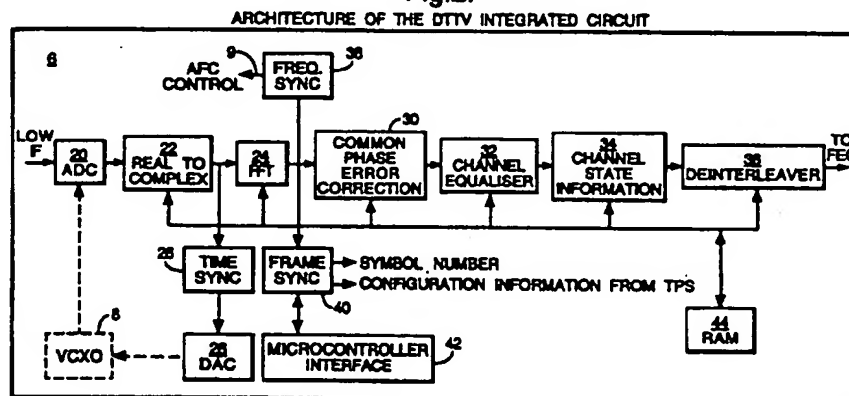 ARCHITECTURE OF THE DTTV INTEGRATED CIRCUIT
6
9
AFC
CONTROL
FREQ.
SYNC
38
LOW
IF
20
ADC
22
REAL TO
COMPLEX
24
FFT
30
COMMON
PHASE
ERROR
CORRECTION
32
CHANNEL
EQUALISER
34
CHANNEL
STATE
INFORMATION
36
DEINTERLEAVER
TO
FEC
TIME
SYNC
FRAME
SYNC
40
SYMBOL NUMBER
CONFIGURATION INFORMATION FROM TPS
8
VCXO
DAC
MICROCONTROLLER
INTERFACE
42
44
RAM